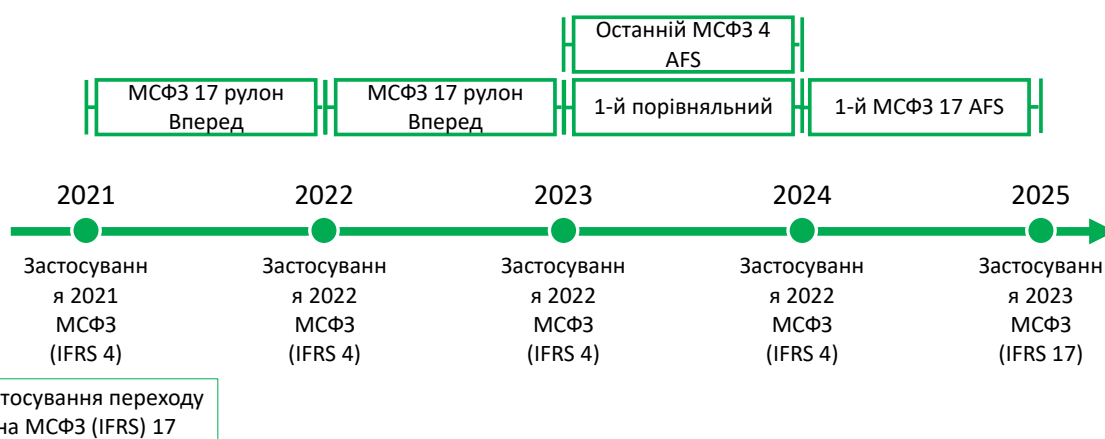 Останній МСФЗ 4
AFS
МСФЗ 17 рулон
Вперед
МСФЗ 17 рулон
Вперед
1-й порівняльний
1-й МСФЗ 17 AFS
2021
2022
2023
2024
2025
Застосуванн
я 2021
МСФЗ
(IFRS 4)
Застосуванн
я 2022
МСФЗ
(IFRS 4)
Застосуванн
я 2022
МСФЗ
(IFRS 4)
Застосуванн
я 2022
МСФЗ
(IFRS 4)
Застосуванн
я 2023
МСФЗ
(IFRS 17)
тосування переходу
на МСФЗ (IFRS) 17